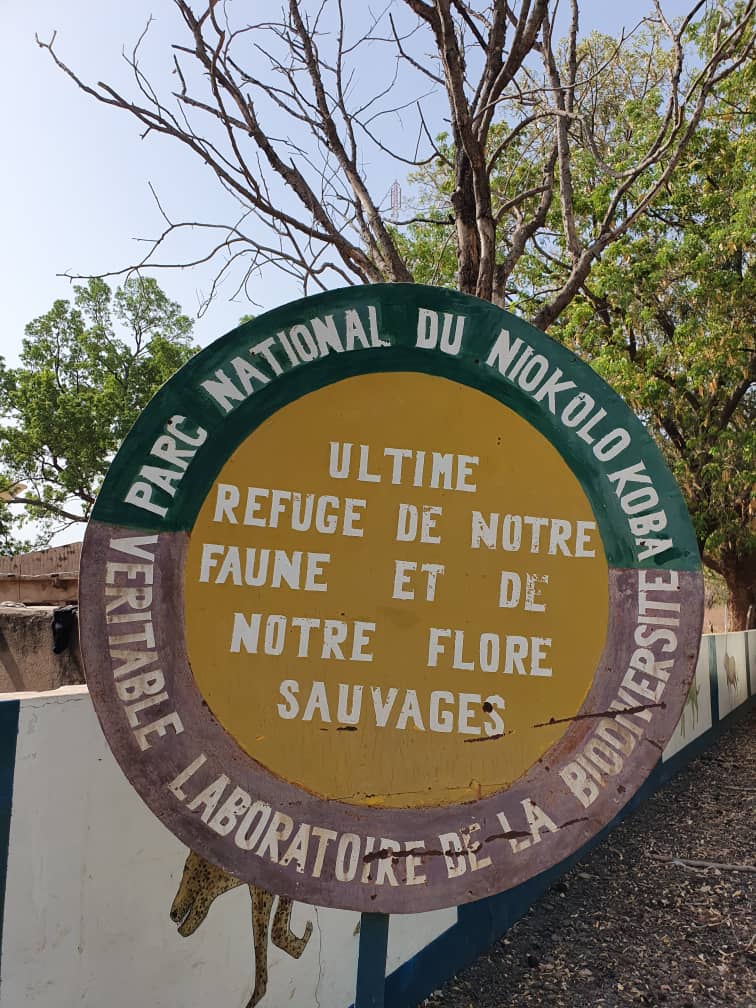 PARC NATIONAL DU NIOKOLO KOBA
ULTIME
REFUGE DE NOTRE
FAUNE ET DE
NOTRE FLORE
SAUVAGES
VERITABLE LABORATOIRE DE LA BIODIVERSITE